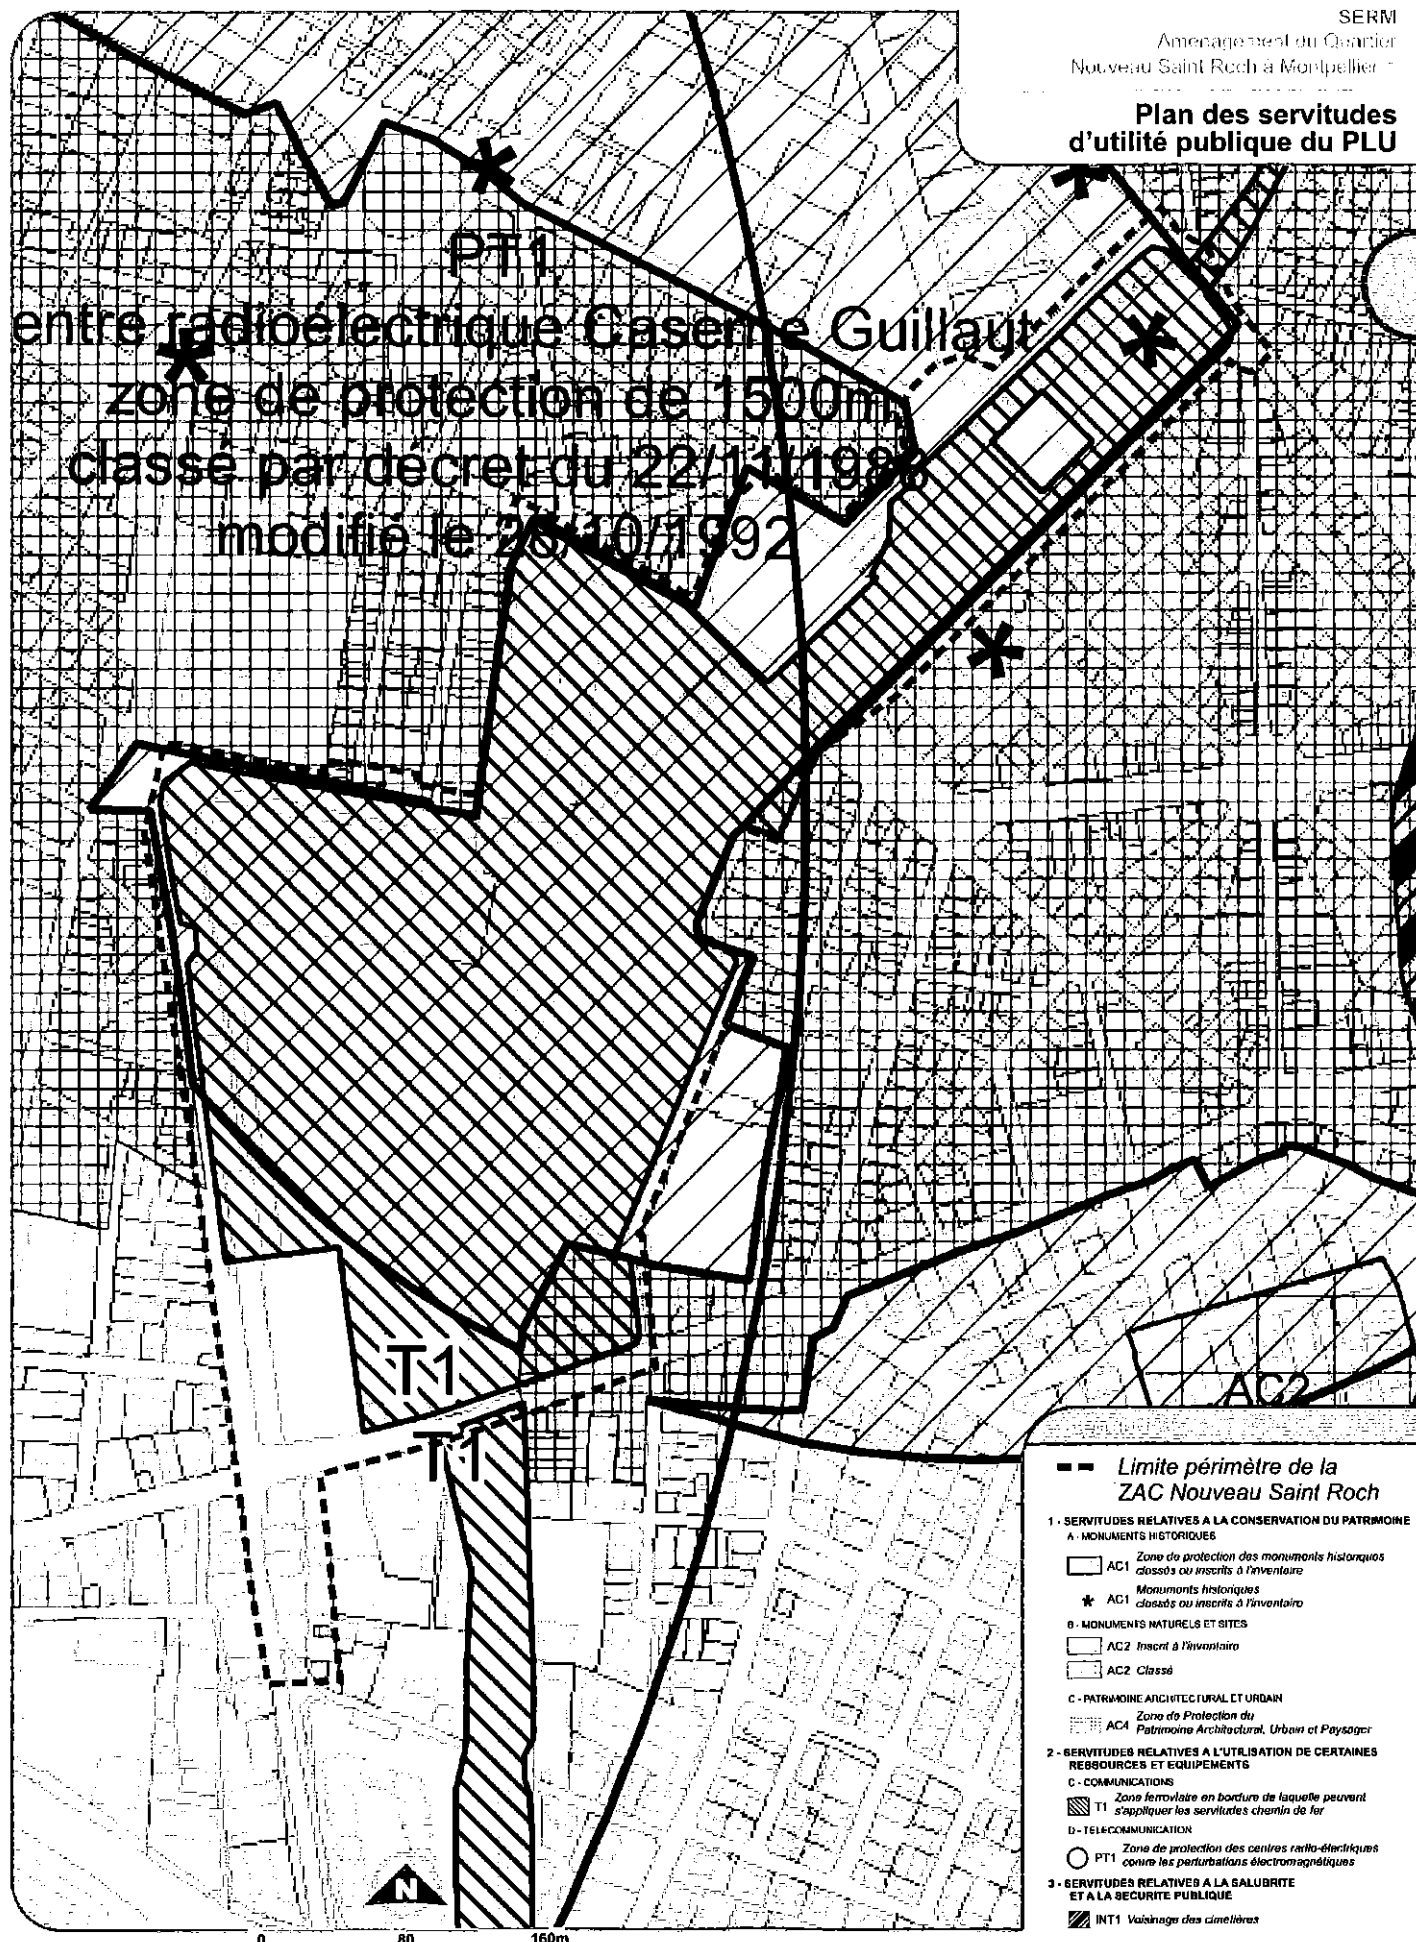 SERM
Aménagement du Quartier
Nouveau Saint Roch à Montpellier
Plan des servitudes
d'utilité publique du PLU
PT1
entre radioélectrique Caserne Guillaut
zone de protection de 1500m
classé par décret du 22/11/1988
modifié le 26/10/1992
T1
T1
AC2
Limite périmètre de la
ZAC Nouveau Saint Roch
1 - SERVITUDES RELATIVES A LA CONSERVATION DU PATRIMOINE
A - MONUMENTS HISTORIQUES
AC1 Zone de protection des monuments historiques
classés ou inscrits à l'inventaire
AC1 Monuments historiques
classés ou inscrits à l'inventaire
B - MONUMENTS NATURELS ET SITES
AC2 Inscrit à l'inventaire
AC2 Classé
C - PATRIMOINE ARCHITECTURAL ET URBAIN
AC4 Zone de Protection du
Patrimoine Architectural, Urbain et Paysager
2 - SERVITUDES RELATIVES A L'UTILISATION DE CERTAINES
RESSOURCES ET EQUIPEMENTS
C - COMMUNICATIONS
T1 Zone ferroviaire en bordure de laquelle peuvent
s'appliquer les servitudes chemin de fer
D - TELECOMMUNICATION
PT1 Zone de protection des centres radio-électriques
contre les perturbations électromagnétiques
3 - SERVITUDES RELATIVES A LA SALUBRITE
ET A LA SECURITE PUBLIQUE
INT1 Voisinage des cimetières
N
0 80 160m